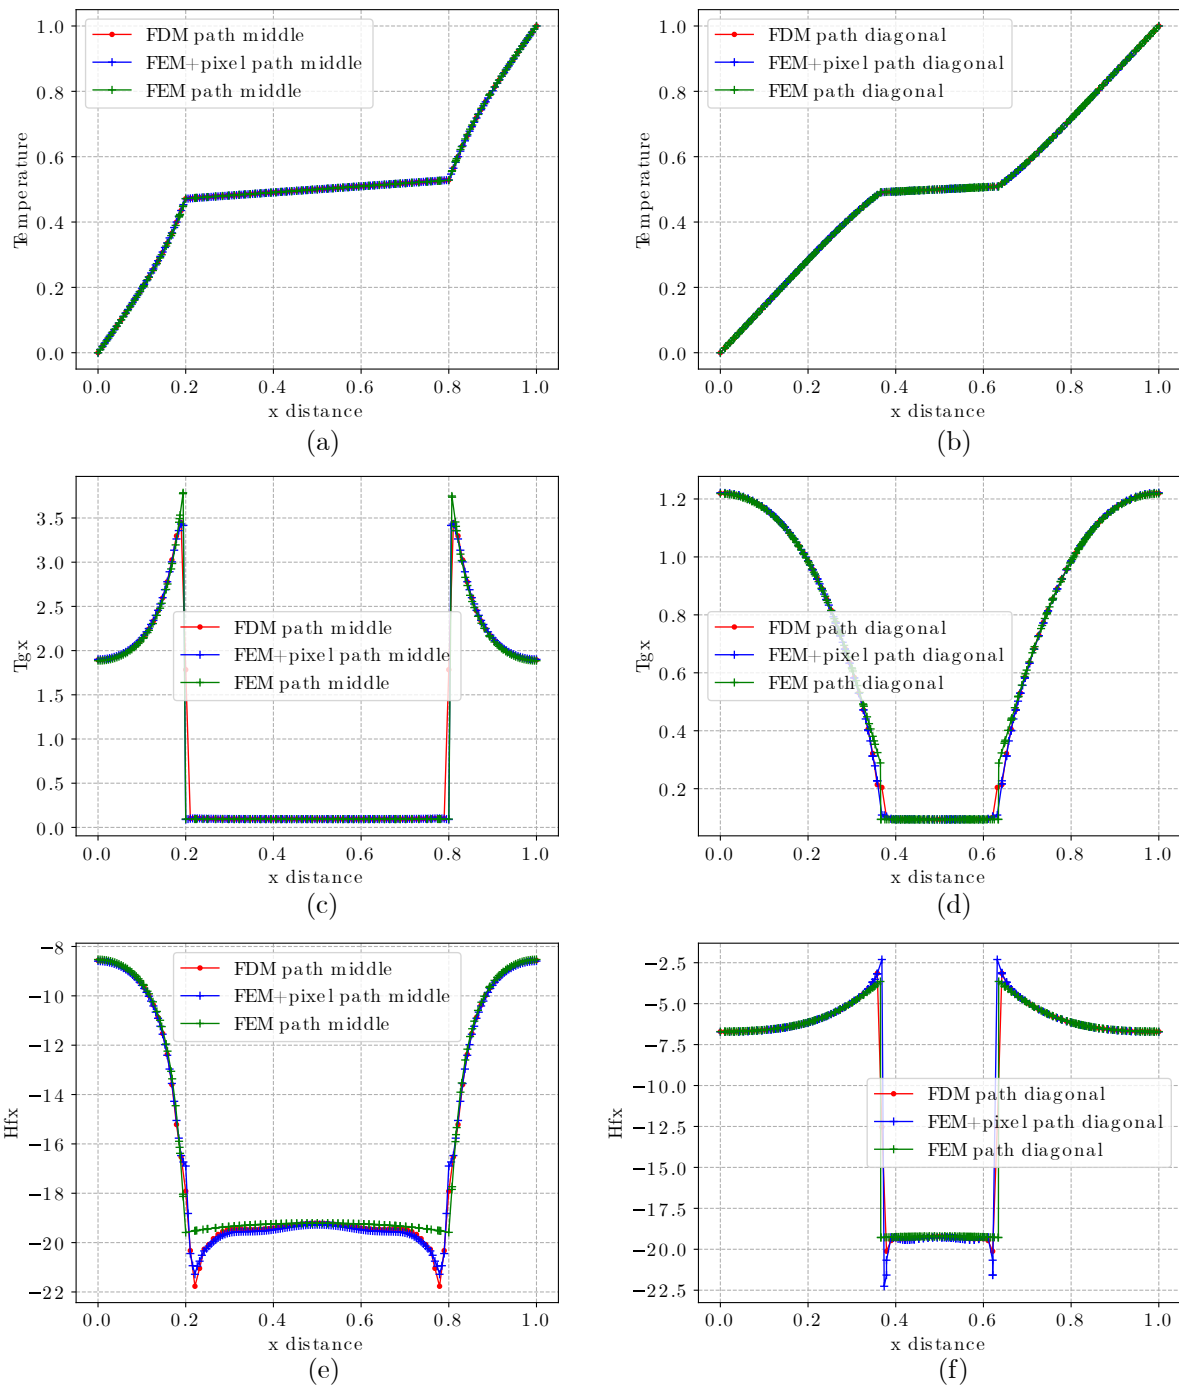 FDM path middle
FEM+pixel path middle
FEM path middle
Temperature
1.0
0.8
0.6
0.4
0.2
0.0
0.0 0.2 0.4 0.6 0.8 1.0
x distance
(a)
FDM path diagonal
FEM+pixel path diagonal
FEM path diagonal
Temperature
1.0
0.8
0.6
0.4
0.2
0.0
0.0 0.2 0.4 0.6 0.8 1.0
x distance
(b)
FDM path middle
FEM+pixel path middle
FEM path middle
Tgx
3.5
3.0
2.5
2.0
1.5
1.0
0.5
0.0
0.0 0.2 0.4 0.6 0.8 1.0
x distance
(c)
FDM path diagonal
FEM+pixel path diagonal
FEM path diagonal
Tgx
1.2
1.0
0.8
0.6
0.4
0.2
0.0 0.2 0.4 0.6 0.8 1.0
x distance
(d)
FDM path middle
FEM+pixel path middle
FEM path middle
Hfx
−8
−10
−12
−14
−16
−18
−20
−22
0.0 0.2 0.4 0.6 0.8 1.0
x distance
(e)
FDM path diagonal
FEM+pixel path diagonal
FEM path diagonal
Hfx
−2.5
−5.0
−7.5
−10.0
−12.5
−15.0
−17.5
−20.0
−22.5
0.0 0.2 0.4 0.6 0.8 1.0
x distance
(f)